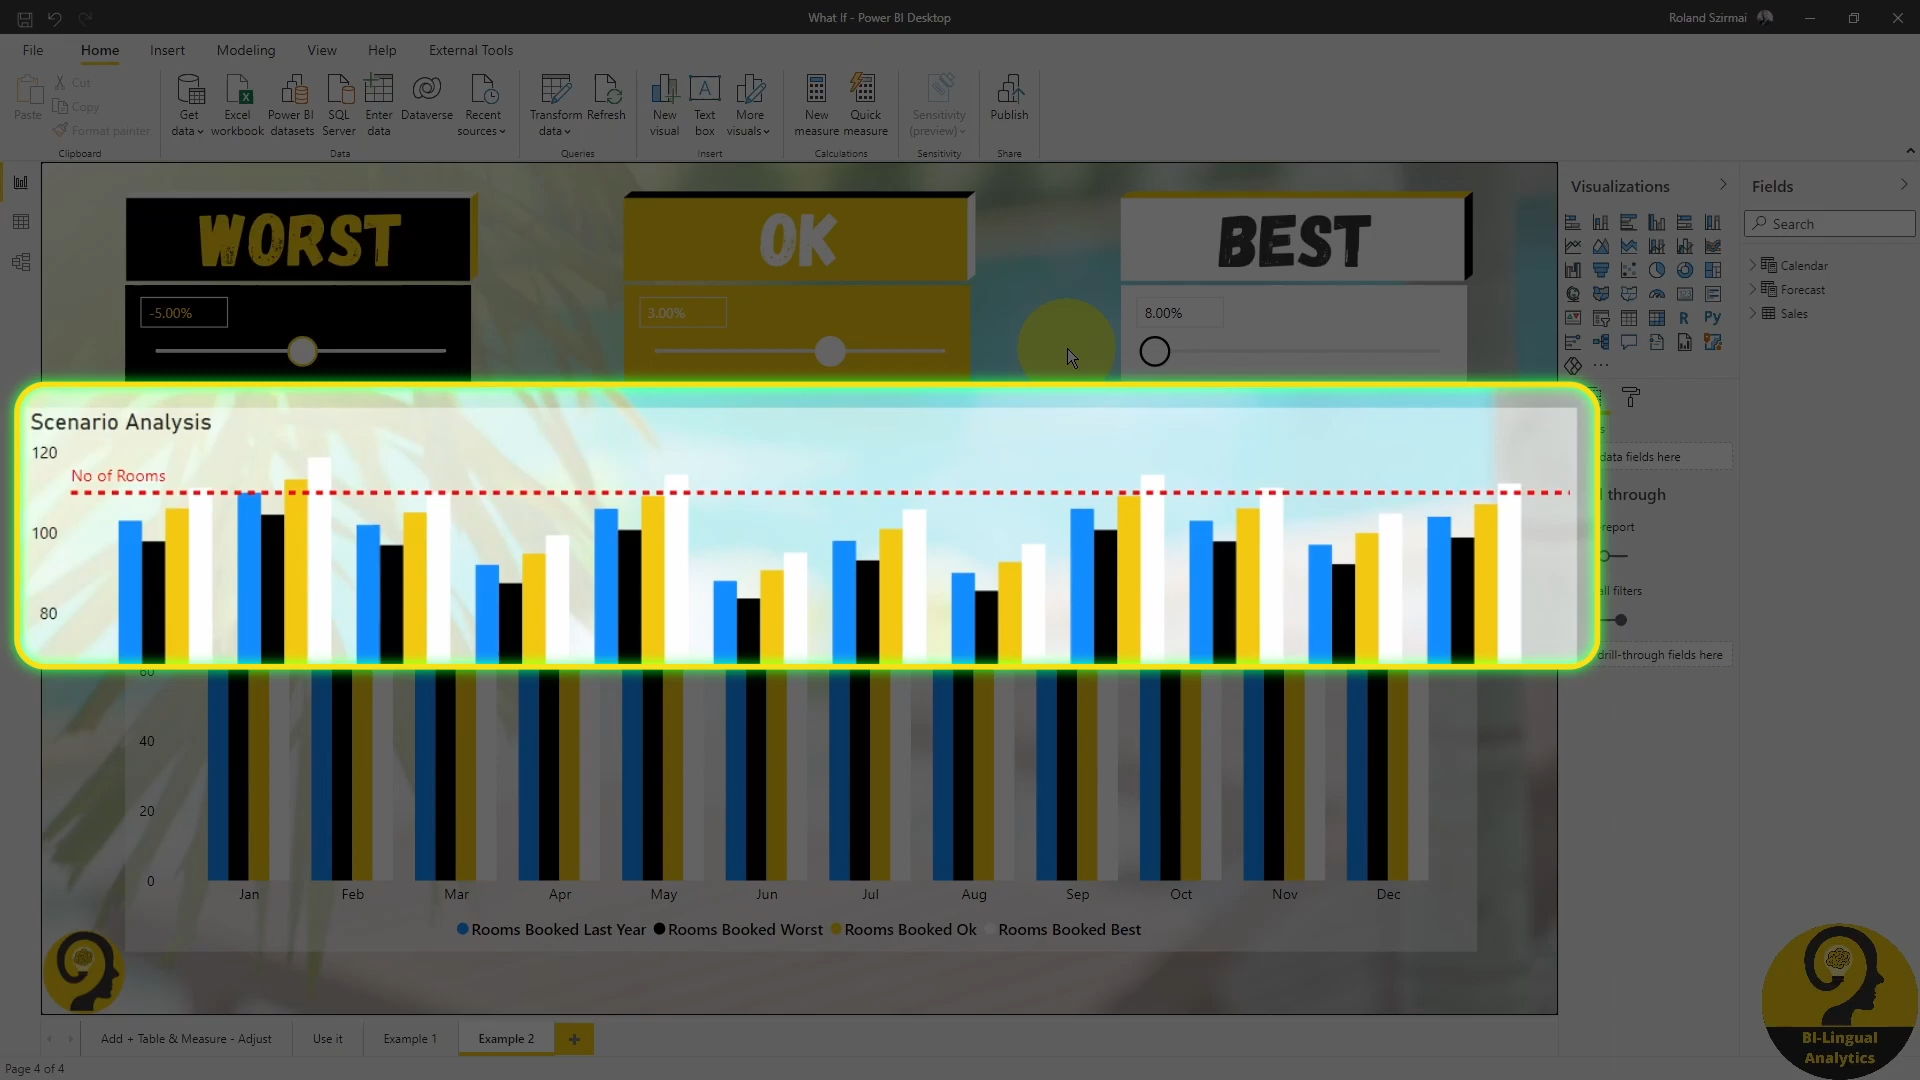 What If - Power BI Desktop
Roland Szirmai
File Home Insert Modeling View Help External Tools
Paste
Cut
Copy
Format painter
Clipboard
Get data
Excel workbook
Power BI datasets
SQL Server
Enter data
Dataverse
Recent sources
Data
Transform data
Refresh
Queries
New visual
Text box
More visuals
Insert
New measure
Quick measure
Calculations
Sensitivity (preview)
Sensitivity
Publish
Share
WORST
OK
BEST
-5.00%
3.00%
8.00%
Scenario Analysis
120
No of Rooms
100
80
60
40
20
0
Jan Feb Mar Apr May Jun Jul Aug Sep Oct Nov Dec
Rooms Booked Last Year Rooms Booked Worst Rooms Booked Ok Rooms Booked Best
Visualizations
R Py
data fields here
through
report
all filters
drill-through fields here
Fields
Search
Calendar
Forecast
Sales
Add + Table & Measure - Adjust
Use it
Example 1
Example 2
Page 4 of 4
BI-Lingual
Analytics